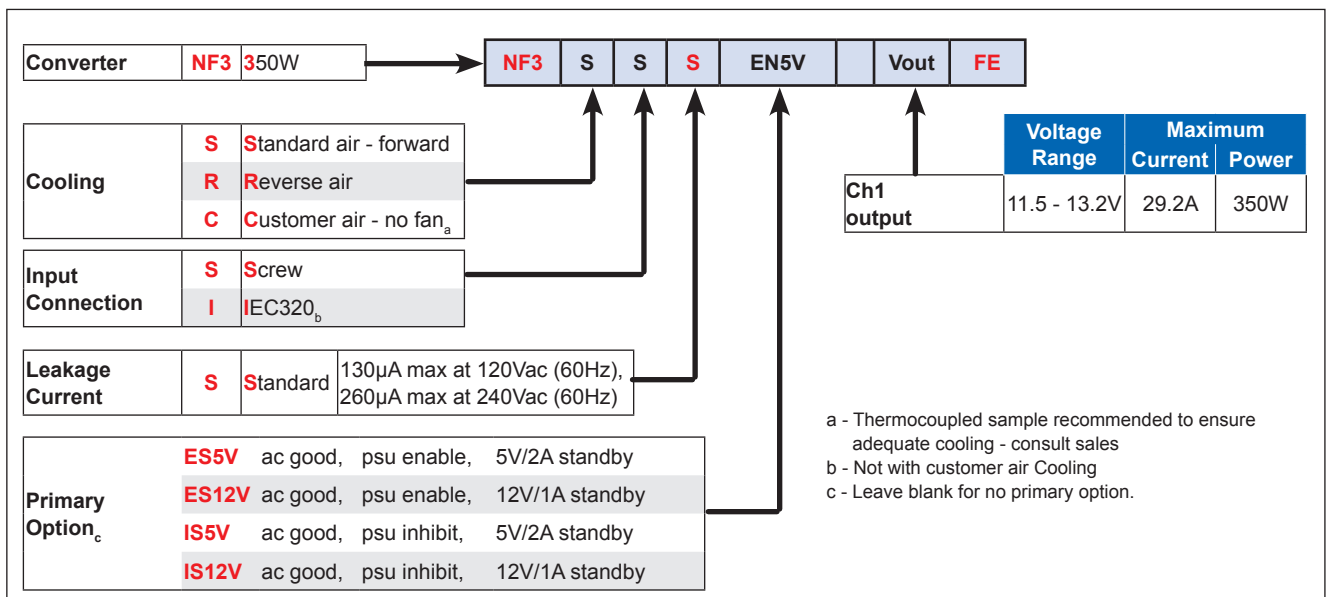 Converter NF3 350W NF3 S S S EN5V Vout FE
Cooling
S Standard air - forward
R Reverse air
C Customer air - no fan a
Voltage Range
Maximum
Current Power
Ch1 output
11.5 - 13.2V 29.2A 350W
Input Connection
S Screw
I IEC320 b
Leakage Current
S Standard
130µA max at 120Vac (60Hz),
260µA max at 240Vac (60Hz)
Primary Option c
ES5V ac good, psu enable, 5V/2A standby
ES12V ac good, psu enable, 12V/1A standby
IS5V ac good, psu inhibit, 5V/2A standby
IS12V ac good, psu inhibit, 12V/1A standby
a - Thermocoupled sample recommended to ensure
adequate cooling - consult sales
b - Not with customer air Cooling
c - Leave blank for no primary option.